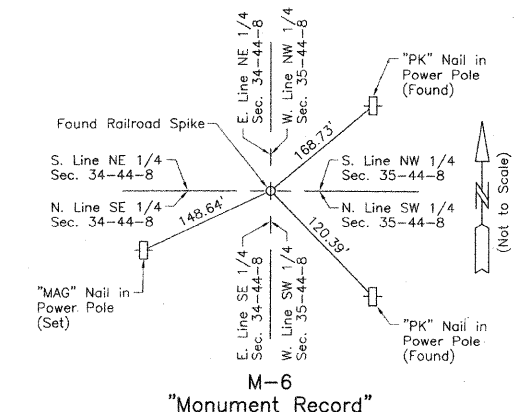 E. Line NE 1/4
Sec. 34-44-8
W. Line NW 1/4
Sec. 35-44-8
"PK" Nail in
Power Pole
(Found)
Found Railroad Spike
168.73'
S. Line NE 1/4
Sec. 34-44-8
S. Line NW 1/4
Sec. 35-44-8
N. Line SE 1/4
Sec. 34-44-8
N. Line SW 1/4
Sec. 35-44-8
N
(Not to Scale)
148.64'
120.39'
"MAG" Nail in
Power Pole
(Set)
E. Line SE 1/4
Sec. 34-44-8
W. Line SW 1/4
Sec. 35-44-8
"PK" Nail in
Power Pole
(Found)
M-6
"Monument Record"